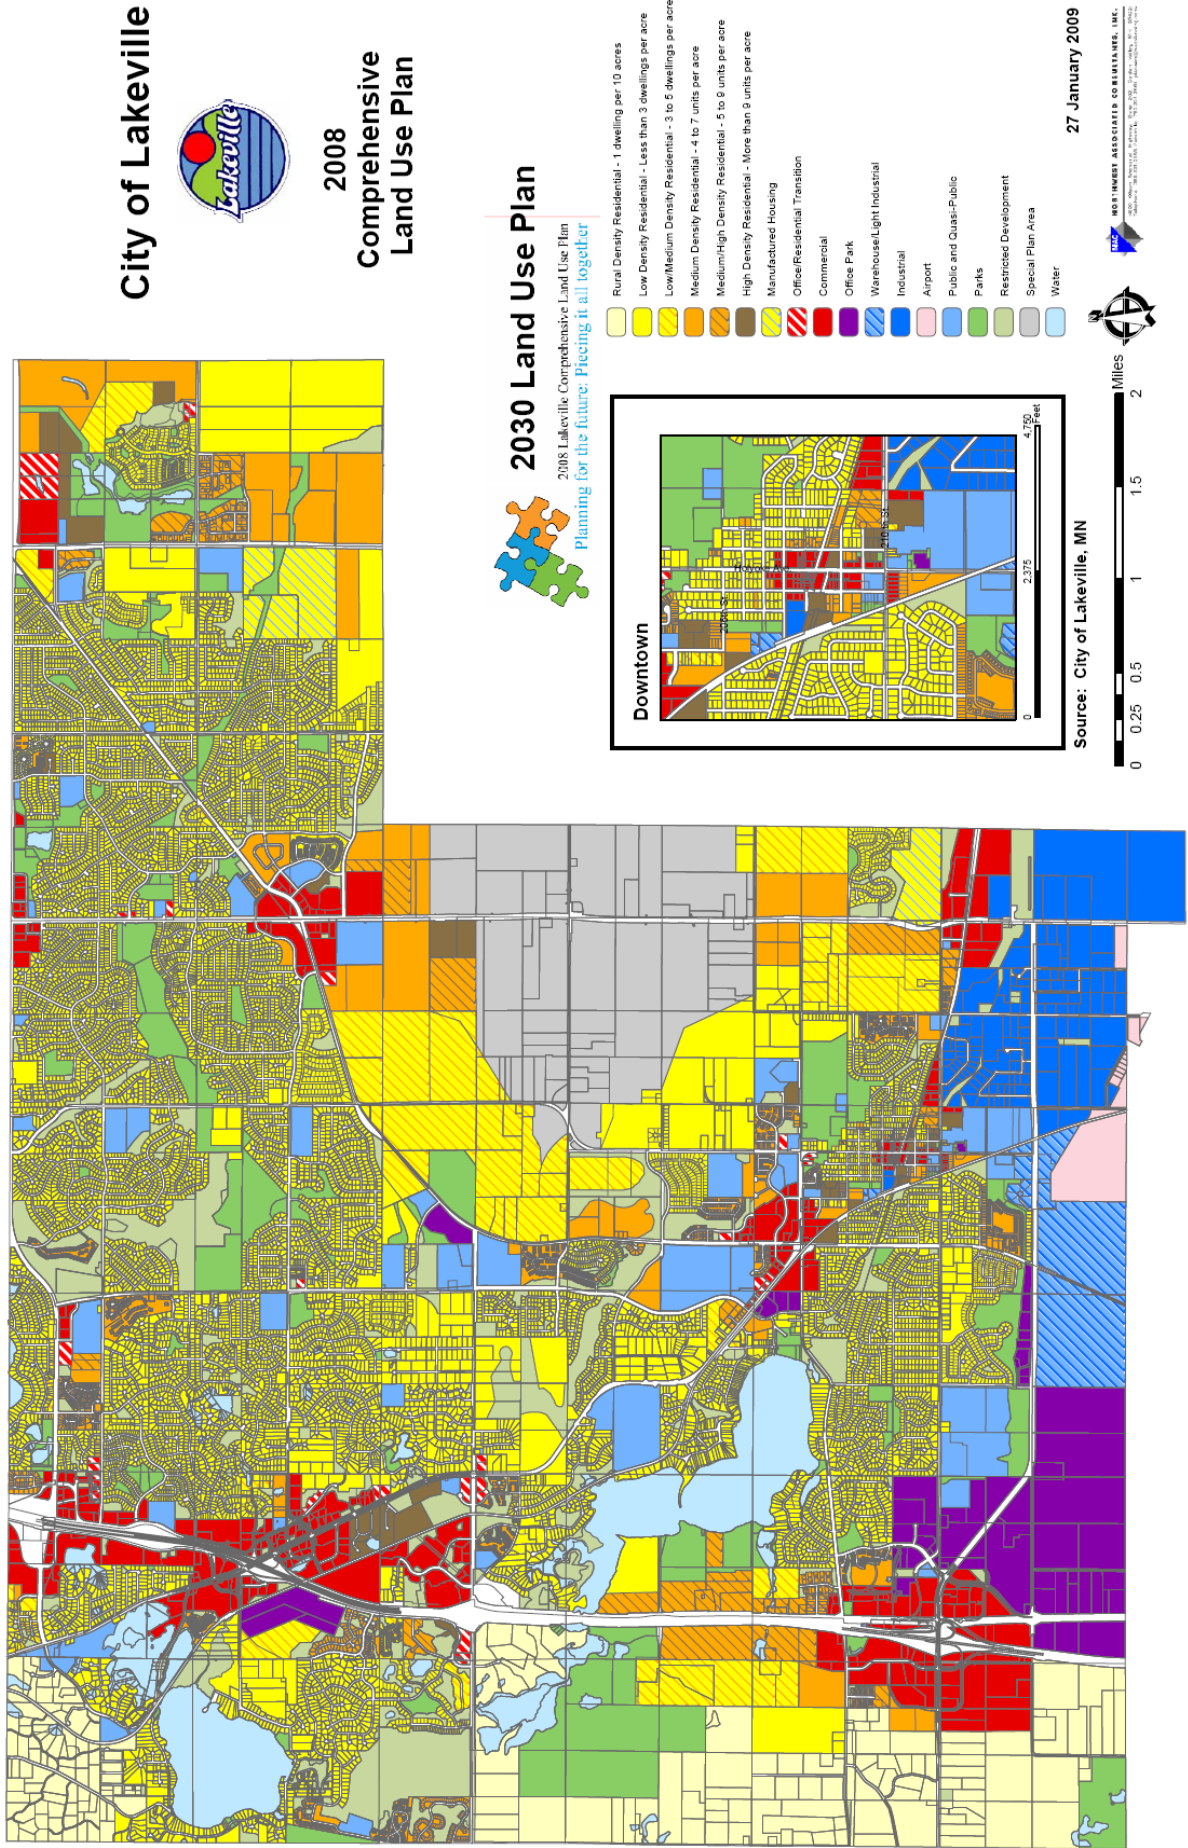 City of Lakeville
Lakeville
2008
Comprehensive
Land Use Plan
2030 Land Use Plan
2008 Lakeville Comprehensive Land Use Plan
Planning for the future: Piecing it all together
Rural Density Residential - 1 dwelling per 10 acres
Low Density Residential - Less than 3 dwellings per acre
Low/Medium Density Residential - 3 to 5 dwellings per acre
Medium Density Residential - 4 to 7 units per acre
Medium/High Density Residential - 5 to 9 units per acre
High Density Residential - More than 9 units per acre
Manufactured Housing
Office/Residential Transition
Commercial
Office Park
Warehouse/Light Industrial
Industrial
Airport
Public and Quasi-Public
Parks
Restricted Development
Special Plan Area
Water
Downtown
210th St
0
2,375
4,750
Feet
Source: City of Lakeville, MN
0
0.25
0.5
1
1.5
2
Miles
27 January 2009
NAC
NORTHWEST ASSOCIATED CONSULTANTS, INC.